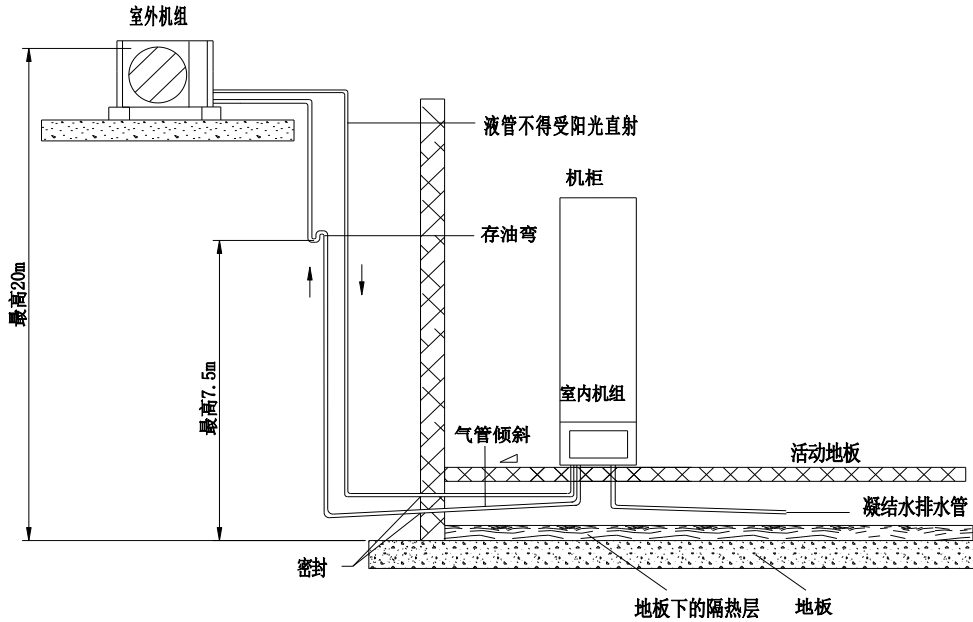 室外机组
液管不得受阳光直射
机柜
存油弯
最高20m
最高7.5m
室内机组
气管倾斜
活动地板
凝结水排水管
密封
地板下的隔热层
地板